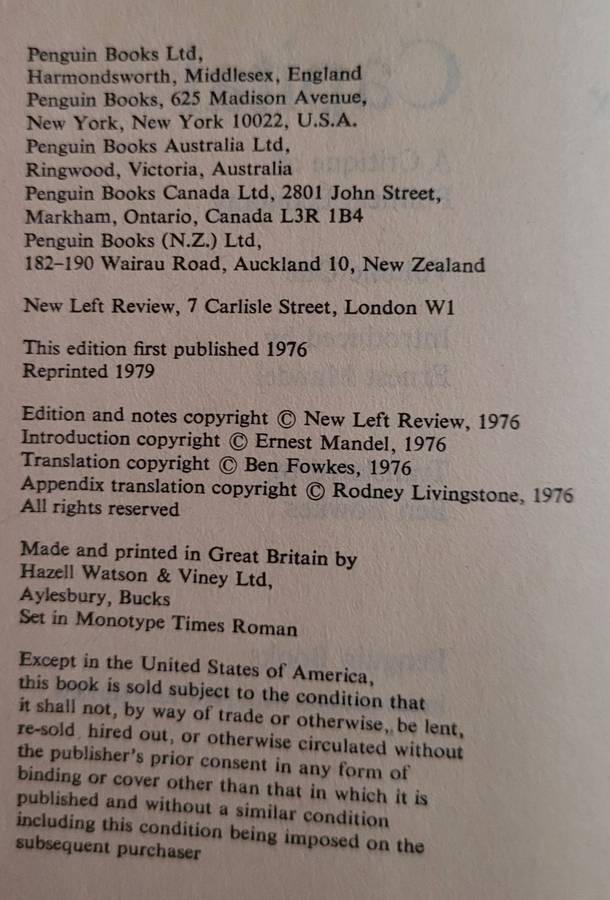 Penguin Books Ltd,
Harmondsworth, Middlesex, England
Penguin Books, 625 Madison Avenue,
New York, New York 10022, U.S.A.
Penguin Books Australia Ltd,
Ringwood, Victoria, Australia
Penguin Books Canada Ltd, 2801 John Street,
Markham, Ontario, Canada L3R 1B4
Penguin Books (N.Z.) Ltd,
182–190 Wairau Road, Auckland 10, New Zealand
New Left Review, 7 Carlisle Street, London W1
This edition first published 1976
Reprinted 1979
Edition and notes copyright © New Left Review, 1976
Introduction copyright © Ernest Mandel, 1976
Translation copyright © Ben Fowkes, 1976
Appendix translation copyright © Rodney Livingstone, 1976
All rights reserved
Made and printed in Great Britain by
Hazell Watson & Viney Ltd,
Aylesbury, Bucks
Set in Monotype Times Roman
Except in the United States of America,
this book is sold subject to the condition that
it shall not, by way of trade or otherwise, be lent,
re-sold, hired out, or otherwise circulated without
the publisher's prior consent in any form of
binding or cover other than that in which it is
published and without a similar condition
including this condition being imposed on the
subsequent purchaser